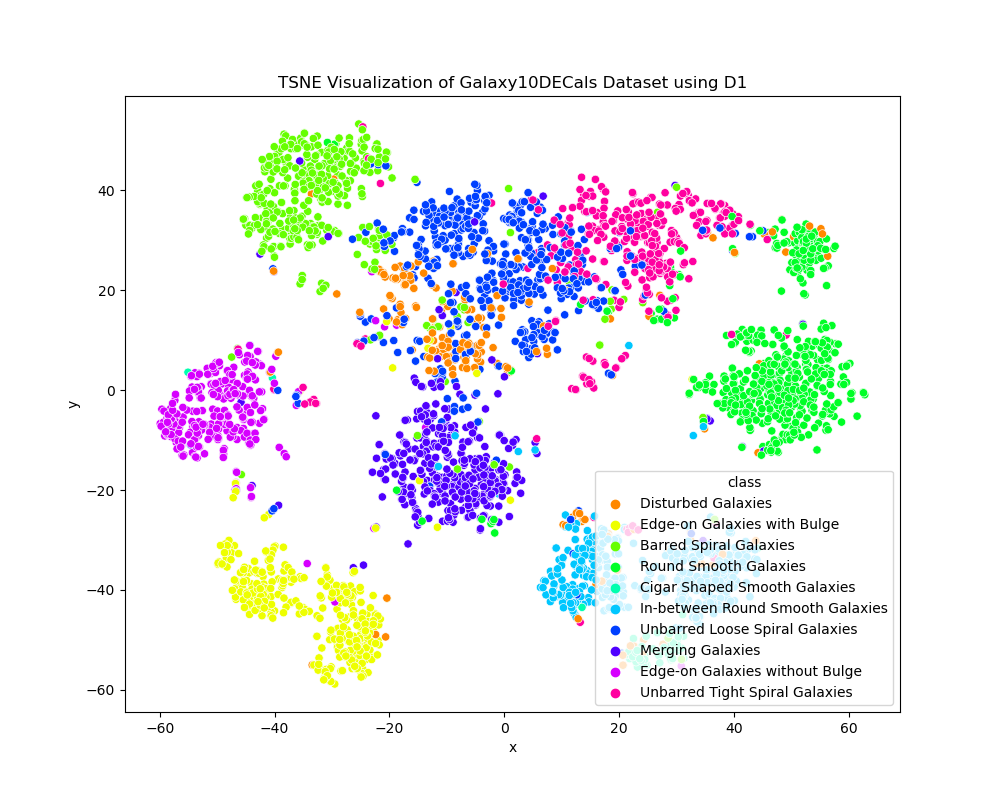 TSNE Visualization of Galaxy10DECals Dataset using D1
40
20
0
−20
−40
−60
y
−60 −40 −20 0 20 40 60
x
class
Disturbed Galaxies
Edge-on Galaxies with Bulge
Barred Spiral Galaxies
Round Smooth Galaxies
Cigar Shaped Smooth Galaxies
In-between Round Smooth Galaxies
Unbarred Loose Spiral Galaxies
Merging Galaxies
Edge-on Galaxies without Bulge
Unbarred Tight Spiral Galaxies